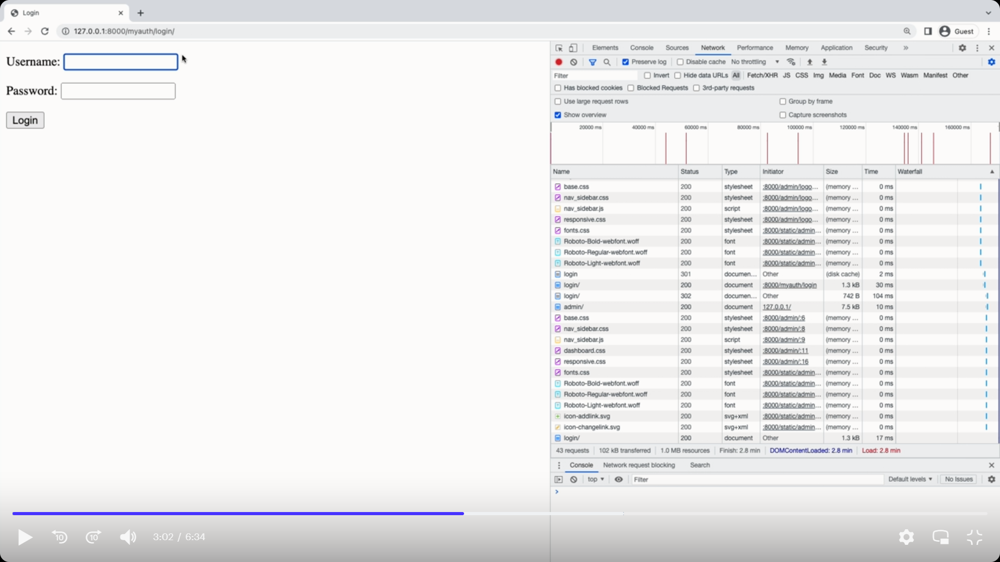 Login
127.0.0.1:8000/myauth/login/
Guest
Username:
Password:
Login
Elements Console Sources Network Performance Memory Application Security »
Preserve log Disable cache No throttling
Filter Invert Hide data URLs All Fetch/XHR JS CSS Img Media Font Doc WS Wasm Manifest Other
Has blocked cookies Blocked Requests 3rd-party requests
Use large request rows Group by frame
Show overview Capture screenshots
20000 ms 40000 ms 60000 ms 80000 ms 100000 ms 120000 ms 140000 ms 160000 ms
Name Status Type Initiator Size Time Waterfall
base.css 200 stylesheet :8000/admin/logo... (memory ... 0 ms
nav_sidebar.css 200 stylesheet :8000/admin/logo... (memory ... 0 ms
nav_sidebar.js 200 script :8000/admin/logo... (memory ... 0 ms
responsive.css 200 stylesheet :8000/admin/logo... (memory ... 0 ms
fonts.css 200 stylesheet :8000/static/admin... (memory ... 0 ms
Roboto-Bold-webfont.woff 200 font :8000/static/admin... (memory ... 0 ms
Roboto-Regular-webfont.woff 200 font :8000/static/admin... (memory ... 0 ms
Roboto-Light-webfont.woff 200 font :8000/static/admin... (memory ... 0 ms
login 301 documen... Other (disk cache) 2 ms
login/ 200 document :8000/myauth/login 1.3 kB 30 ms
login/ 302 documen... Other 742 B 104 ms
admin/ 200 document 127.0.0.1/ 7.5 kB 10 ms
base.css 200 stylesheet :8000/admin/:6 (memory ... 0 ms
nav_sidebar.css 200 stylesheet :8000/admin/:8 (memory ... 0 ms
nav_sidebar.js 200 script :8000/admin/:9 (memory ... 0 ms
dashboard.css 200 stylesheet :8000/admin/:11 (memory ... 0 ms
responsive.css 200 stylesheet :8000/admin/:16 (memory ... 0 ms
fonts.css 200 stylesheet :8000/static/admin... (memory ... 0 ms
Roboto-Bold-webfont.woff 200 font :8000/static/admin... (memory ... 0 ms
Roboto-Regular-webfont.woff 200 font :8000/static/admin... (memory ... 0 ms
Roboto-Light-webfont.woff 200 font :8000/static/admin... (memory ... 0 ms
icon-addlink.svg 200 svg+xml :8000/static/admin... (memory ... 0 ms
icon-changelink.svg 200 svg+xml :8000/static/admin... (memory ... 0 ms
login/ 200 document Other 1.3 kB 17 ms
43 requests 102 kB transferred 1.0 MB resources Finish: 2.8 min DOMContentLoaded: 2.8 min Load: 2.8 min
Console Network request blocking Search
top Filter Default levels No Issues
10 10 3:02 / 6:34